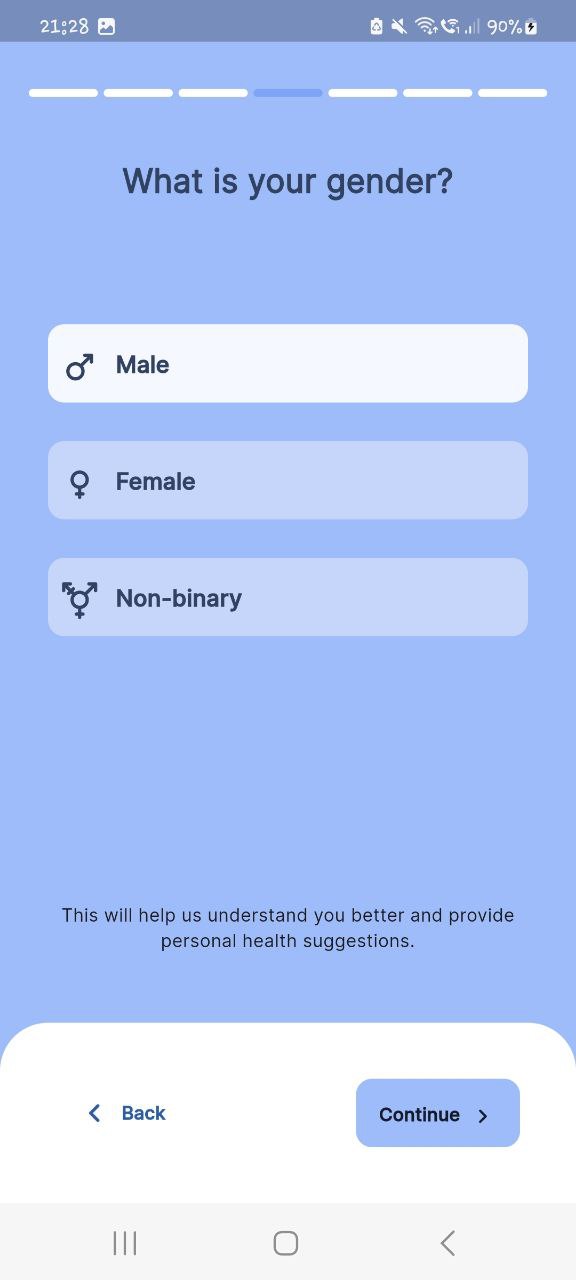 21:28 90%
What is your gender?
Male
Female
Non-binary
This will help us understand you better and provide
personal health suggestions.
Back Continue